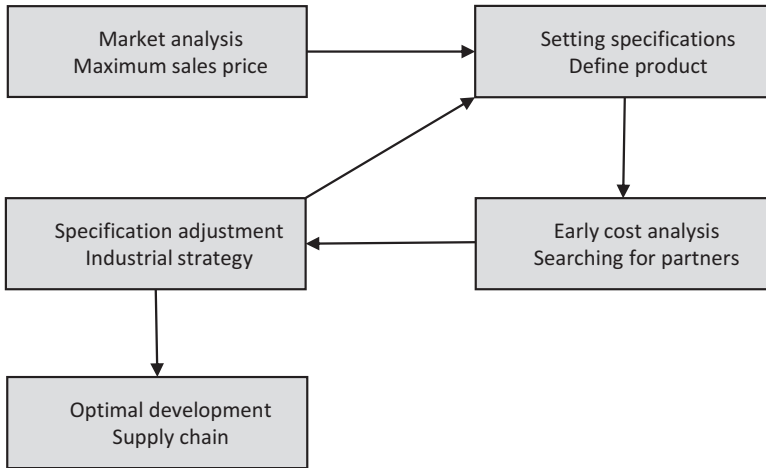 Market analysis
Maximum sales price
Setting specifications
Define product
Specification adjustment
Industrial strategy
Early cost analysis
Searching for partners
Optimal development
Supply chain